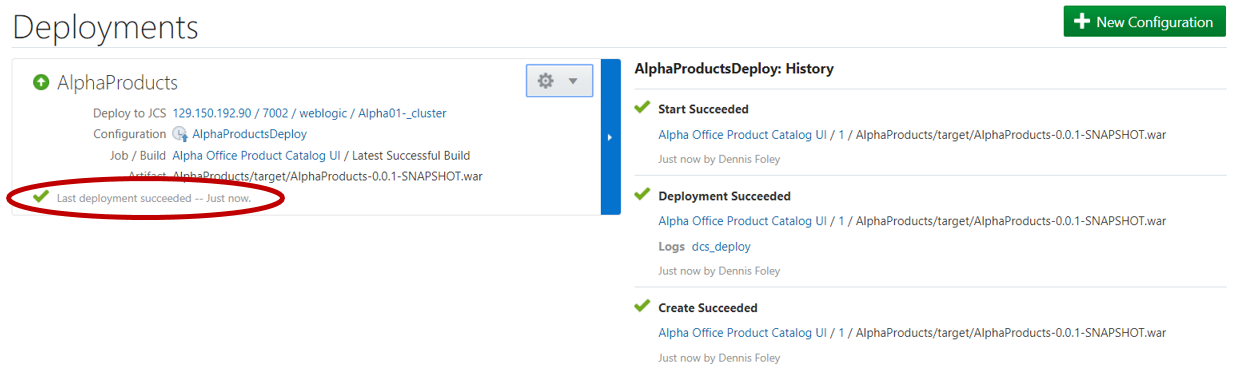 Deployments
New Configuration
AlphaProducts
Deploy to JCS 129.150.192.90 / 7002 / weblogic / Alpha01-_cluster
Configuration AlphaProductsDeploy
Job / Build Alpha Office Product Catalog UI / Latest Successful Build
Artifact AlphaProducts/target/AlphaProducts-0.0.1-SNAPSHOT.war
Last deployment succeeded -- Just now.
AlphaProductsDeploy: History
Start Succeeded
Alpha Office Product Catalog UI / 1 / AlphaProducts/target/AlphaProducts-0.0.1-SNAPSHOT.war
Just now by Dennis Foley
Deployment Succeeded
Alpha Office Product Catalog UI / 1 / AlphaProducts/target/AlphaProducts-0.0.1-SNAPSHOT.war
Logs dcs_deploy
Just now by Dennis Foley
Create Succeeded
Alpha Office Product Catalog UI / 1 / AlphaProducts/target/AlphaProducts-0.0.1-SNAPSHOT.war
Just now by Dennis Foley